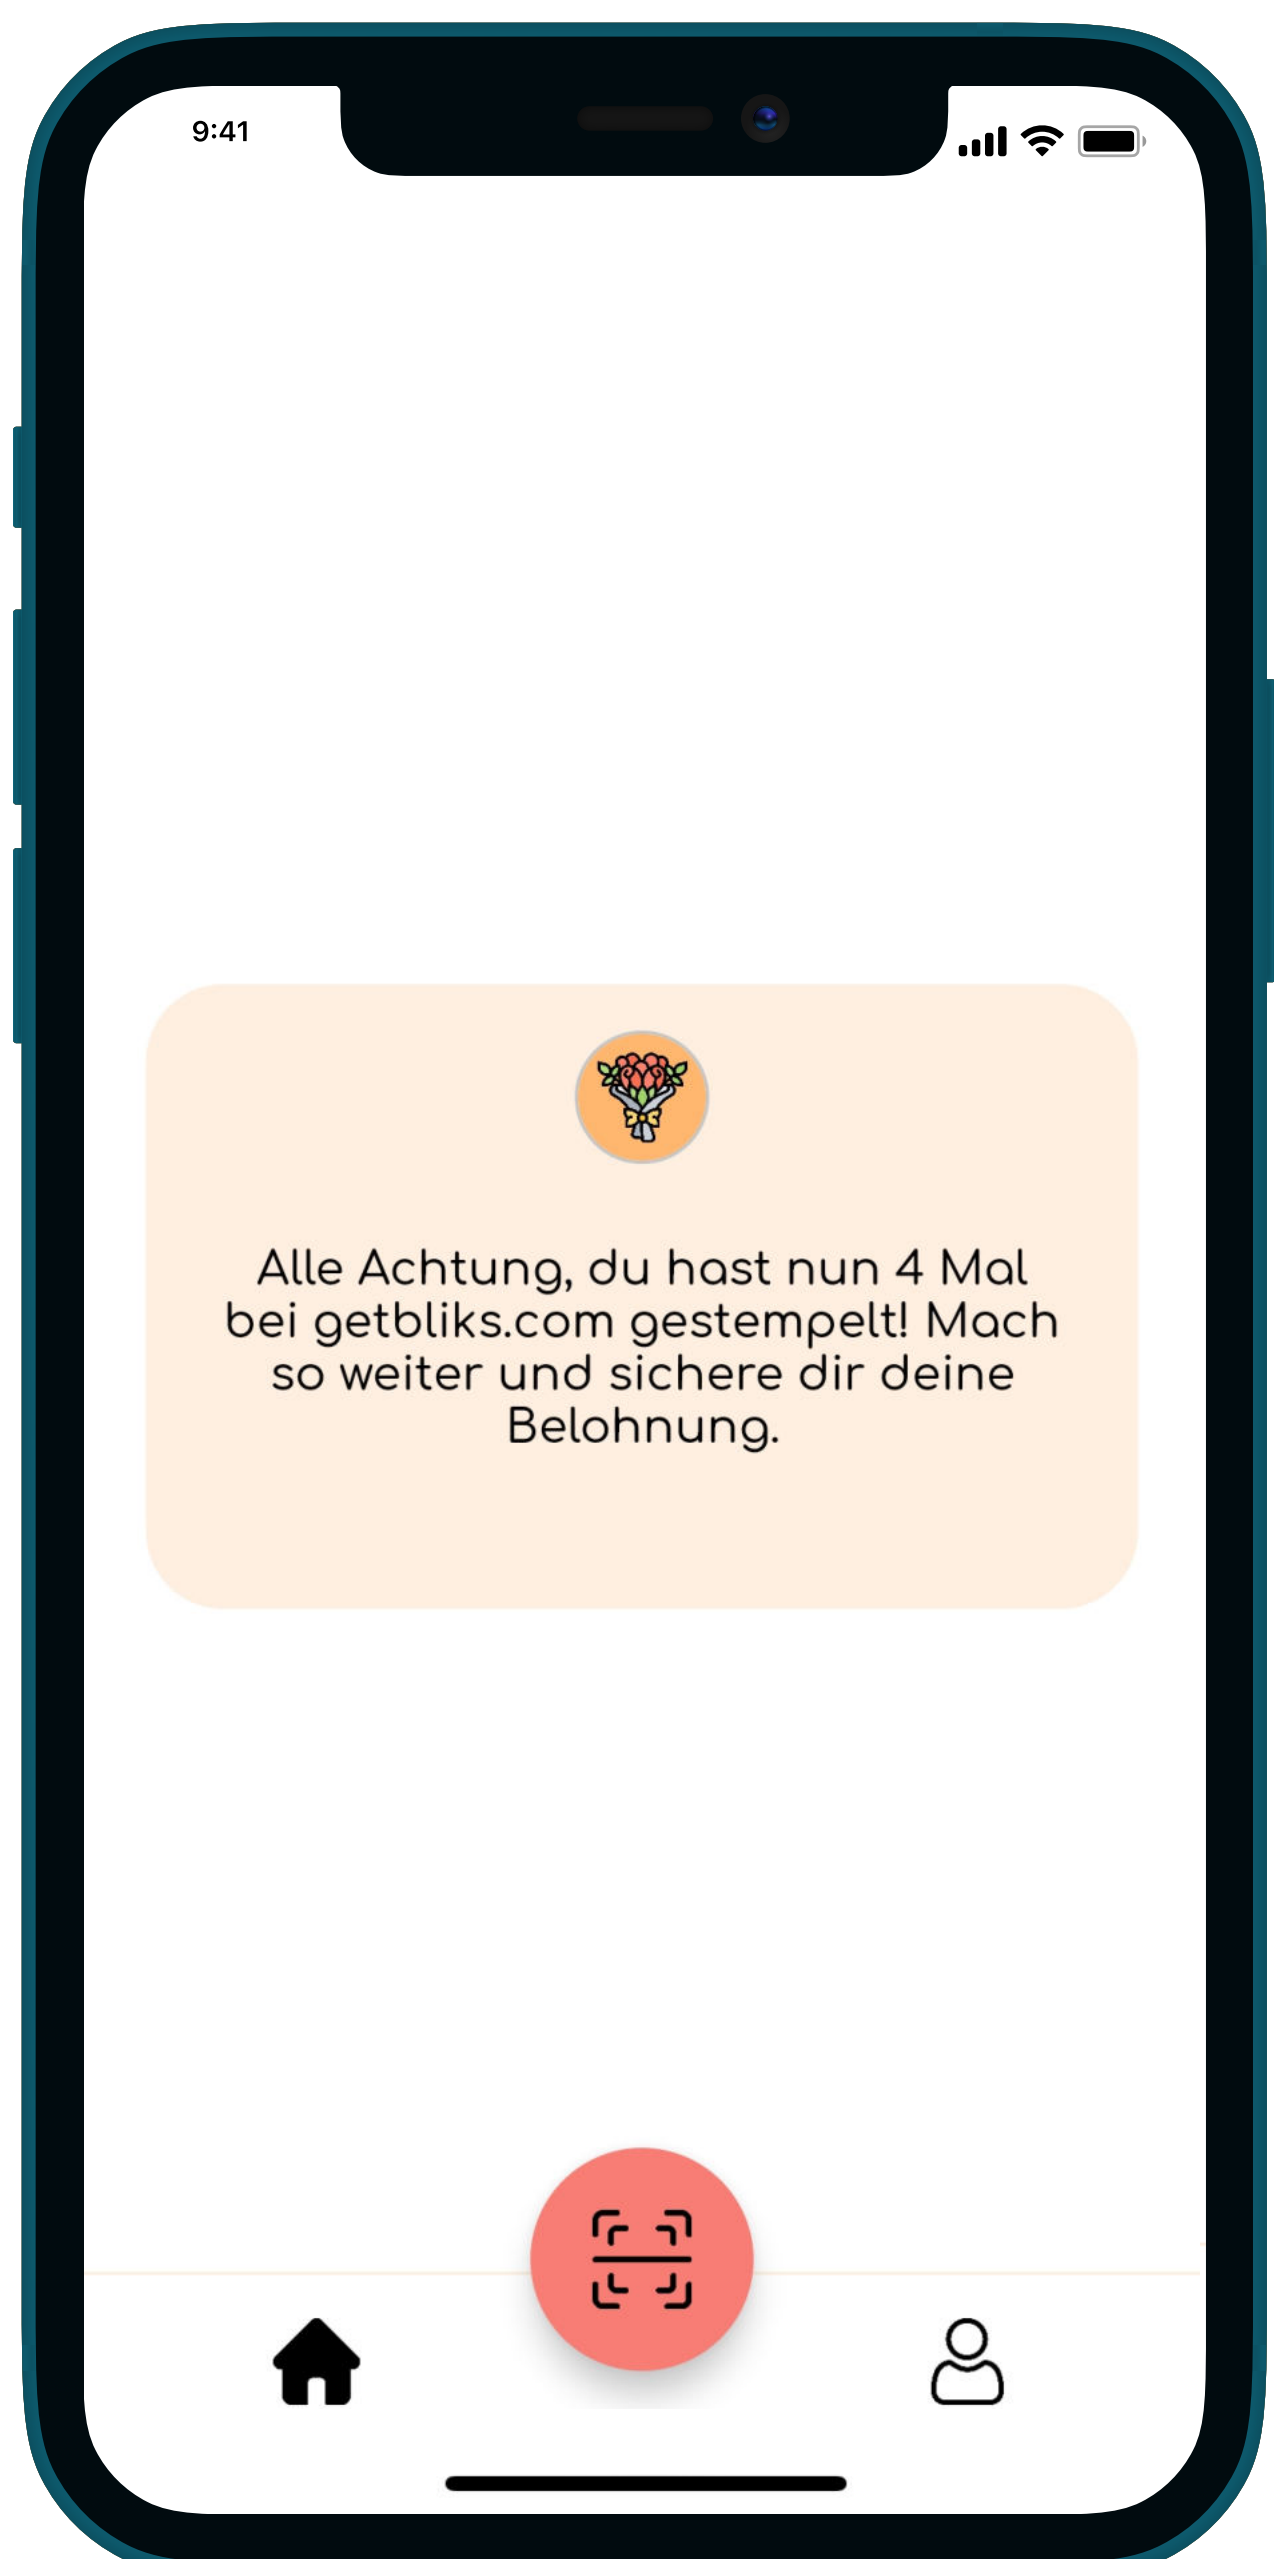 9:41
Alle Achtung, du hast nun 4 Mal
bei getbliks.com gestempelt! Mach
so weiter und sichere dir deine
Belohnung.